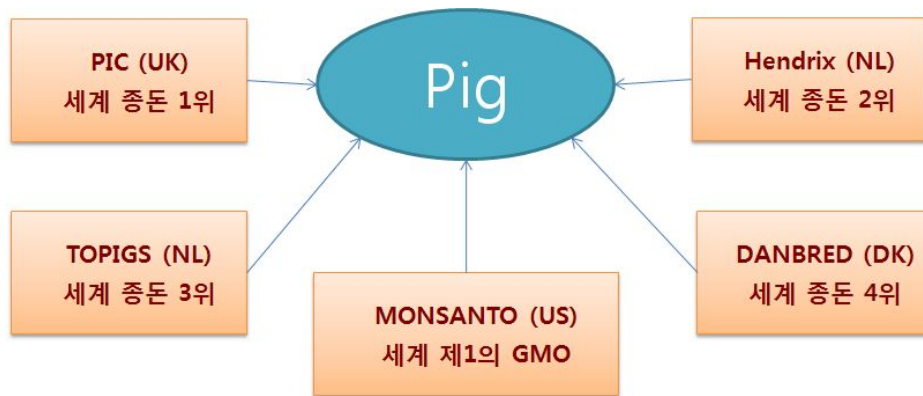 PIC (UK)
세계 종돈 1위
Pig
Hendrix (NL)
세계 종돈 2위
TOPIGS (NL)
세계 종돈 3위
MONSANTO (US)
세계 제1의 GMO
DANBRED (DK)
세계 종돈 4위